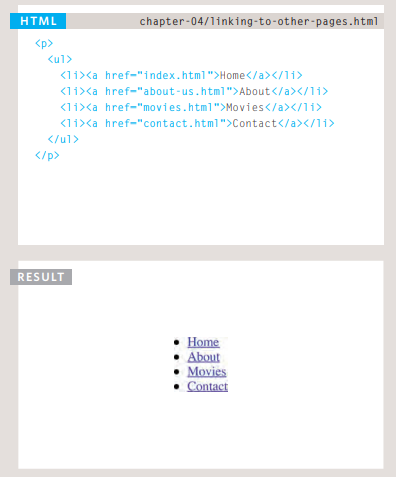 HTML chapter-04/linking-to-other-pages.html
<p>
<ul>
<li><a href="index.html">Home</a></li>
<li><a href="about-us.html">About</a></li>
<li><a href="movies.html">Movies</a></li>
<li><a href="contact.html">Contact</a></li>
</ul>
</p>
RESULT
• Home
• About
• Movies
• Contact